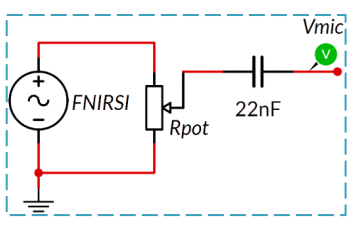 Vmic
V
FNIRSI
Rpot
22nF